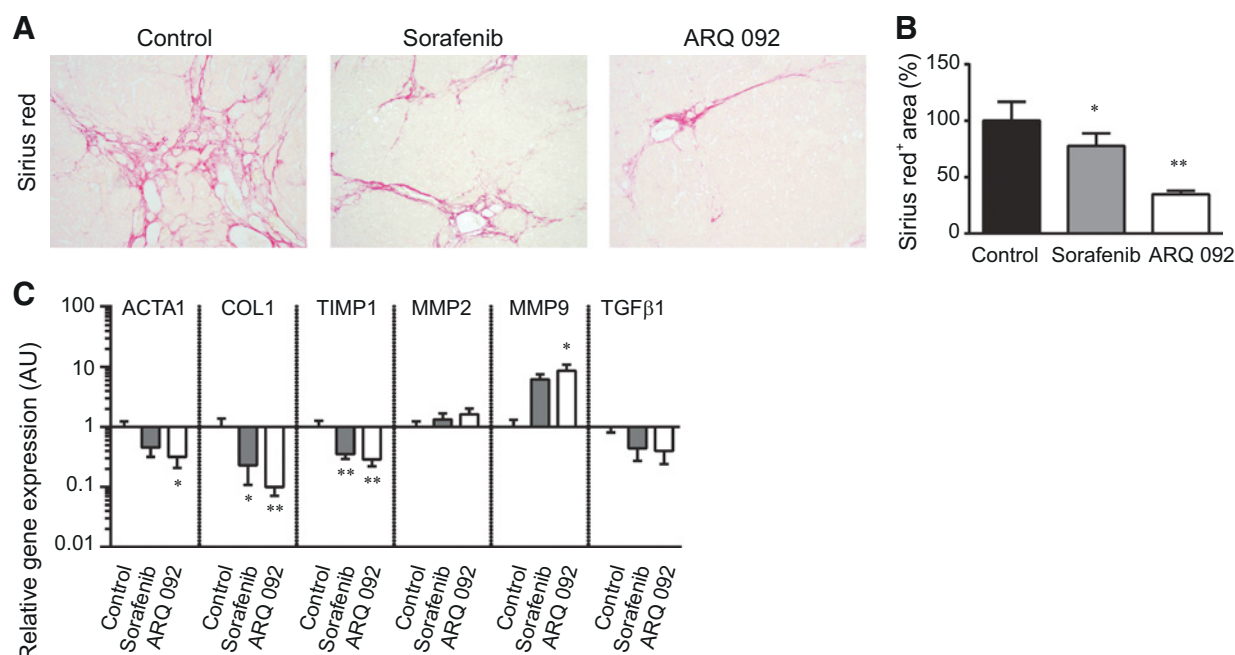 A
Control
Sorafenib
ARQ 092
Sirius red
B
Sirius red+ area (%)
150
100
50
0
Control
Sorafenib
ARQ 092
*
**
C
Relative gene expression (AU)
100
10
1
0.1
0.01
ACTA1
COL1
TIMP1
MMP2
MMP9
TGFβ1
*
*
**
**
**
*
Control
Sorafenib
ARQ 092
Control
Sorafenib
ARQ 092
Control
Sorafenib
ARQ 092
Control
Sorafenib
ARQ 092
Control
Sorafenib
ARQ 092
Control
Sorafenib
ARQ 092